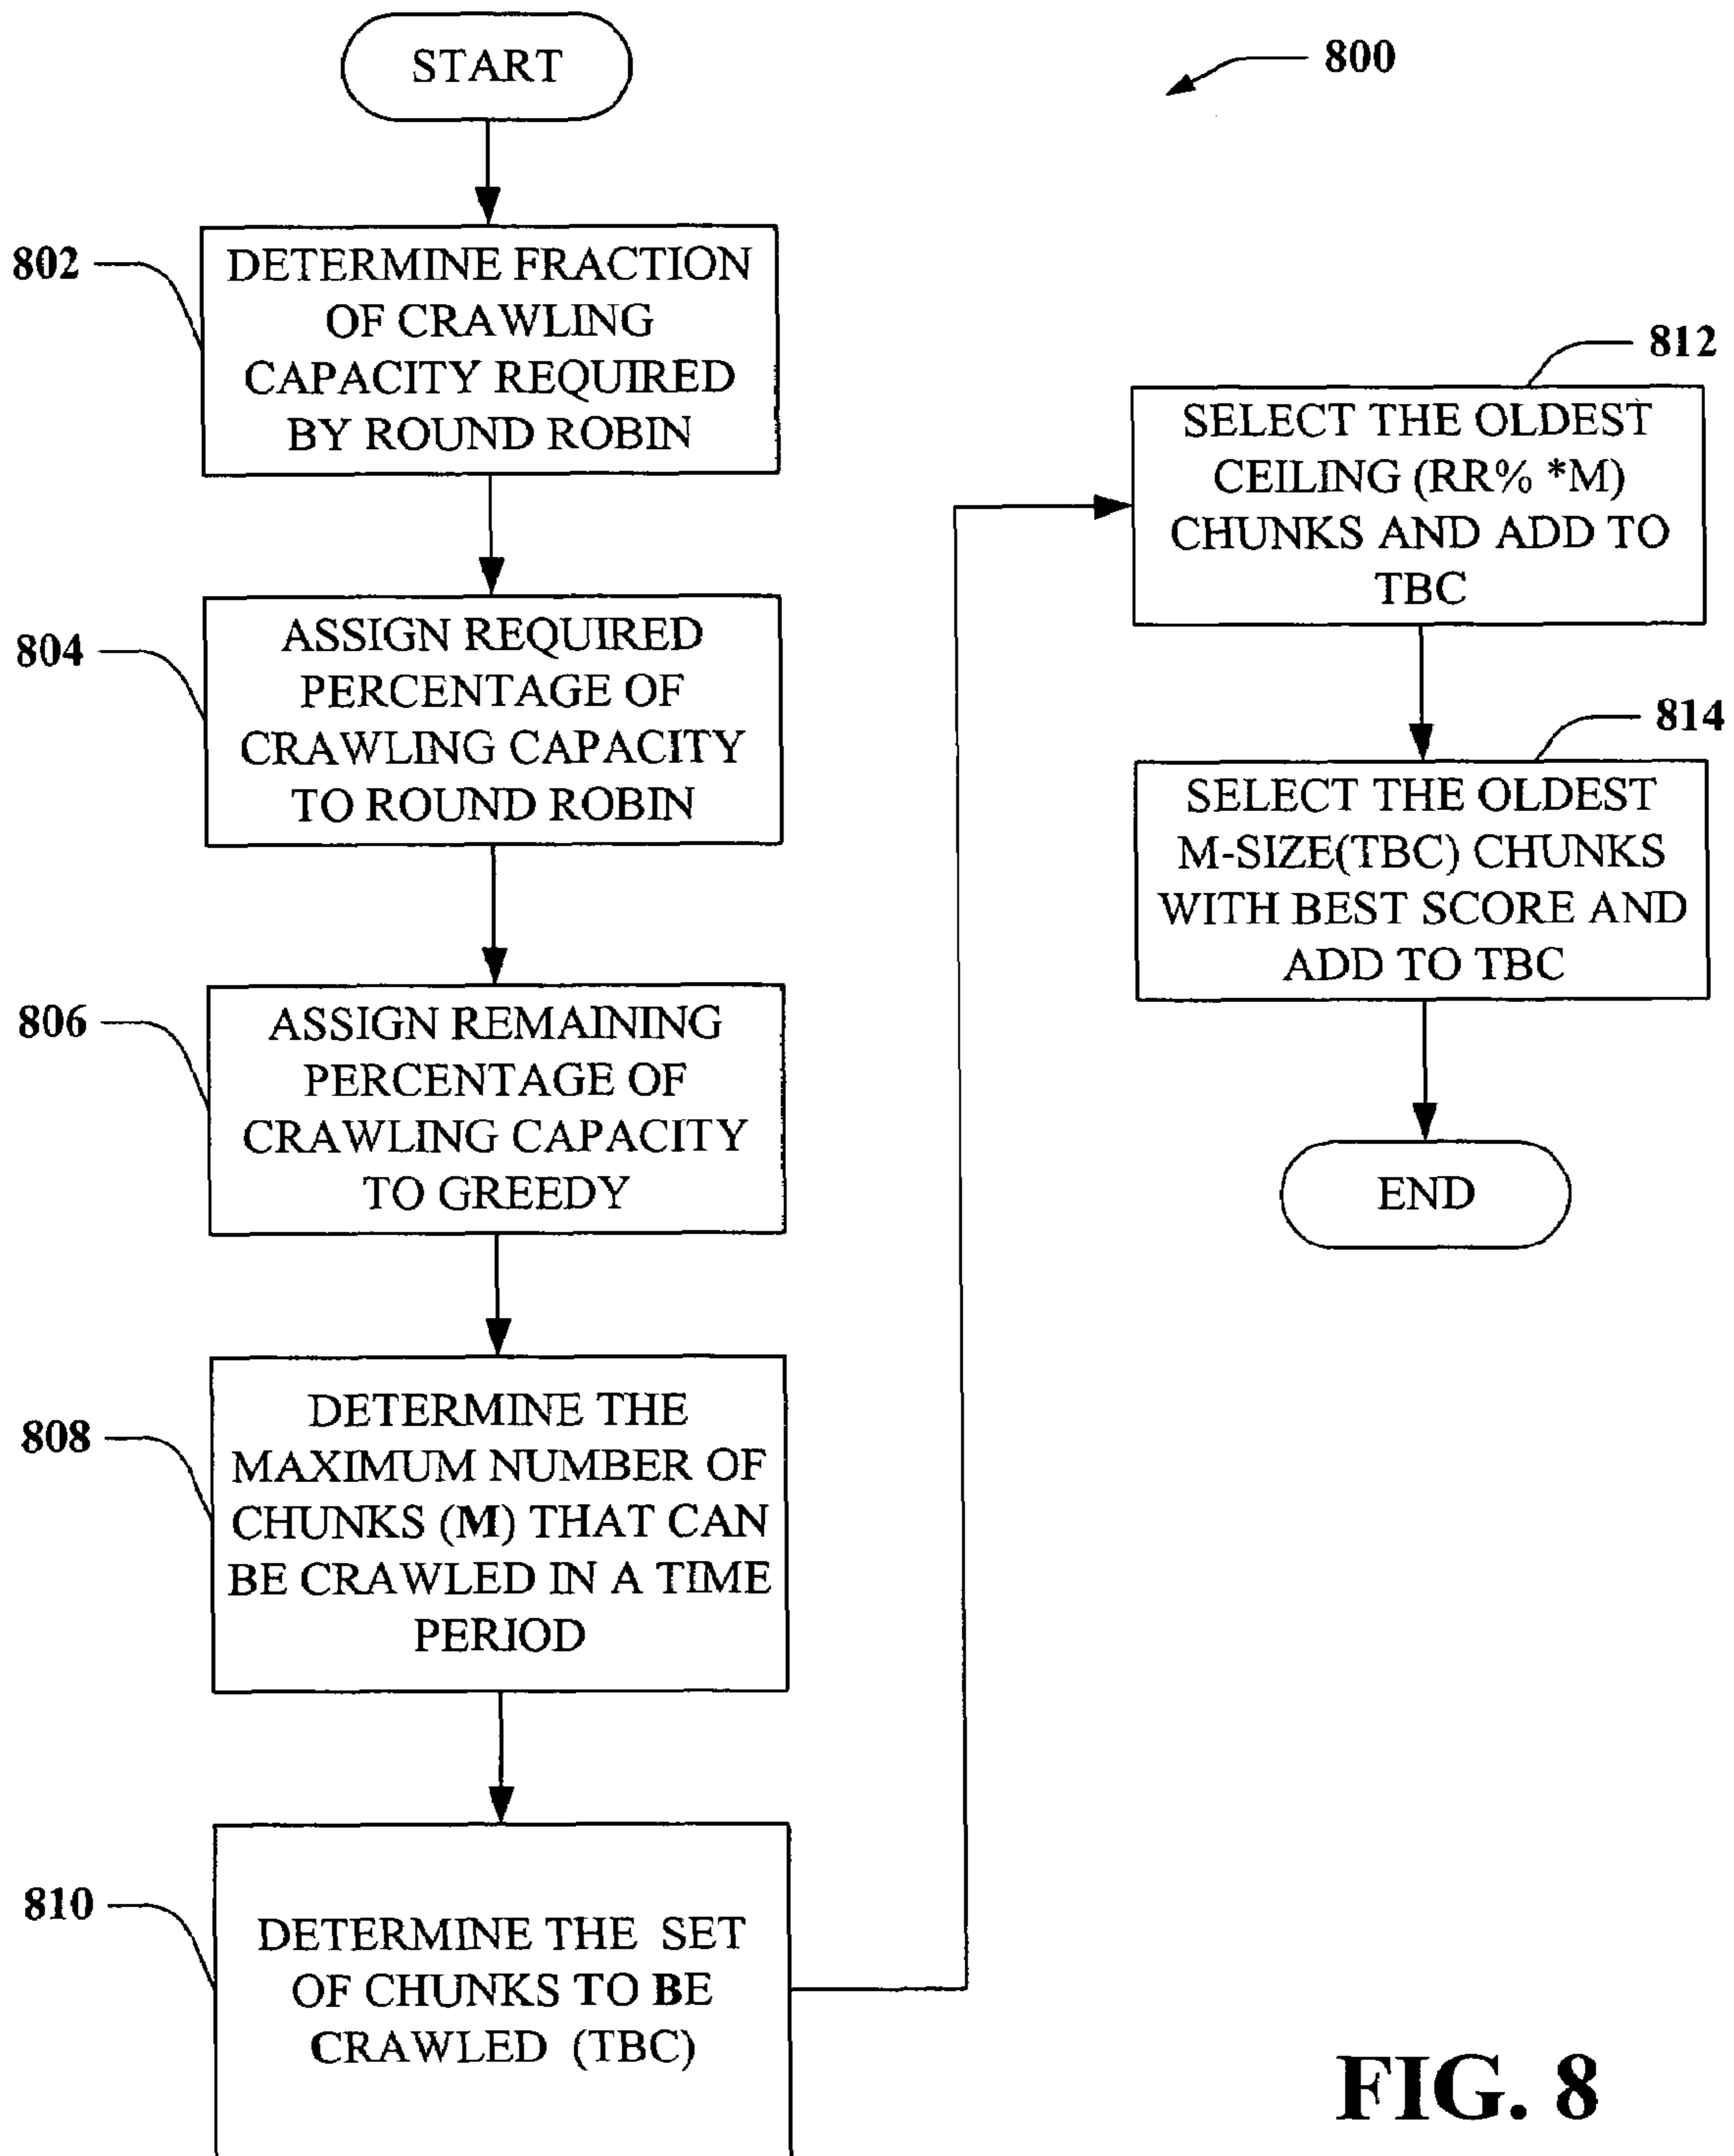 START
800
802
DETERMINE FRACTION
OF CRAWLING
CAPACITY REQUIRED
BY ROUND ROBIN
804
ASSIGN REQUIRED
PERCENTAGE OF
CRAWLING CAPACITY
TO ROUND ROBIN
806
ASSIGN REMAINING
PERCENTAGE OF
CRAWLING CAPACITY
TO GREEDY
808
DETERMINE THE
MAXIMUM NUMBER OF
CHUNKS (M) THAT CAN
BE CRAWLED IN A TIME
PERIOD
810
DETERMINE THE SET
OF CHUNKS TO BE
CRAWLED (TBC)
812
SELECT THE OLDEST
CEILING (RR% *M)
CHUNKS AND ADD TO
TBC
814
SELECT THE OLDEST
M-SIZE(TBC) CHUNKS
WITH BEST SCORE AND
ADD TO TBC
END
FIG. 8